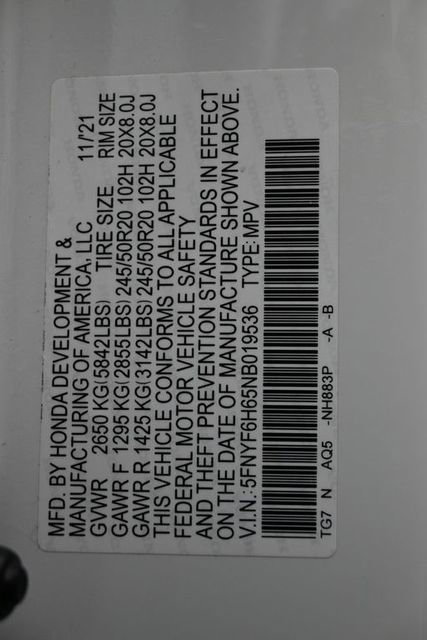 MFD. BY HONDA DEVELOPMENT &
MANUFACTURING OF AMERICA, LLC 11/'21
GVWR 2650 KG(5842LBS) TIRE SIZE RIM SIZE
GAWR F 1295 KG(2855LBS) 245/50R20 102H 20X8.0J
GAWR R 1425 KG(3142LBS) 245/50R20 102H 20X8.0J
THIS VEHICLE CONFORMS TO ALL APPLICABLE
FEDERAL MOTOR VEHICLE SAFETY
AND THEFT PREVENTION STANDARDS IN EFFECT
ON THE DATE OF MANUFACTURE SHOWN ABOVE.
V.I.N.:5FNYF6H65NB019536 TYPE:MPV
TG7 N AQ5 -NH883P -A -B